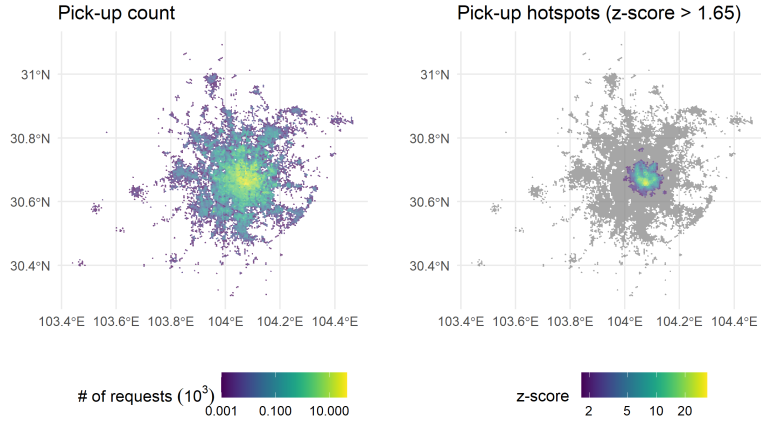 Pick-up count
Pick-up hotspots (z-score > 1.65)
31°N
30.8°N
30.6°N
30.4°N
103.4°E 103.6°E 103.8°E 104°E 104.2°E 104.4°E
31°N
30.8°N
30.6°N
30.4°N
103.4°E 103.6°E 103.8°E 104°E 104.2°E 104.4°E
# of requests (10³)
0.001 0.100 10.000
z-score
2 5 10 20